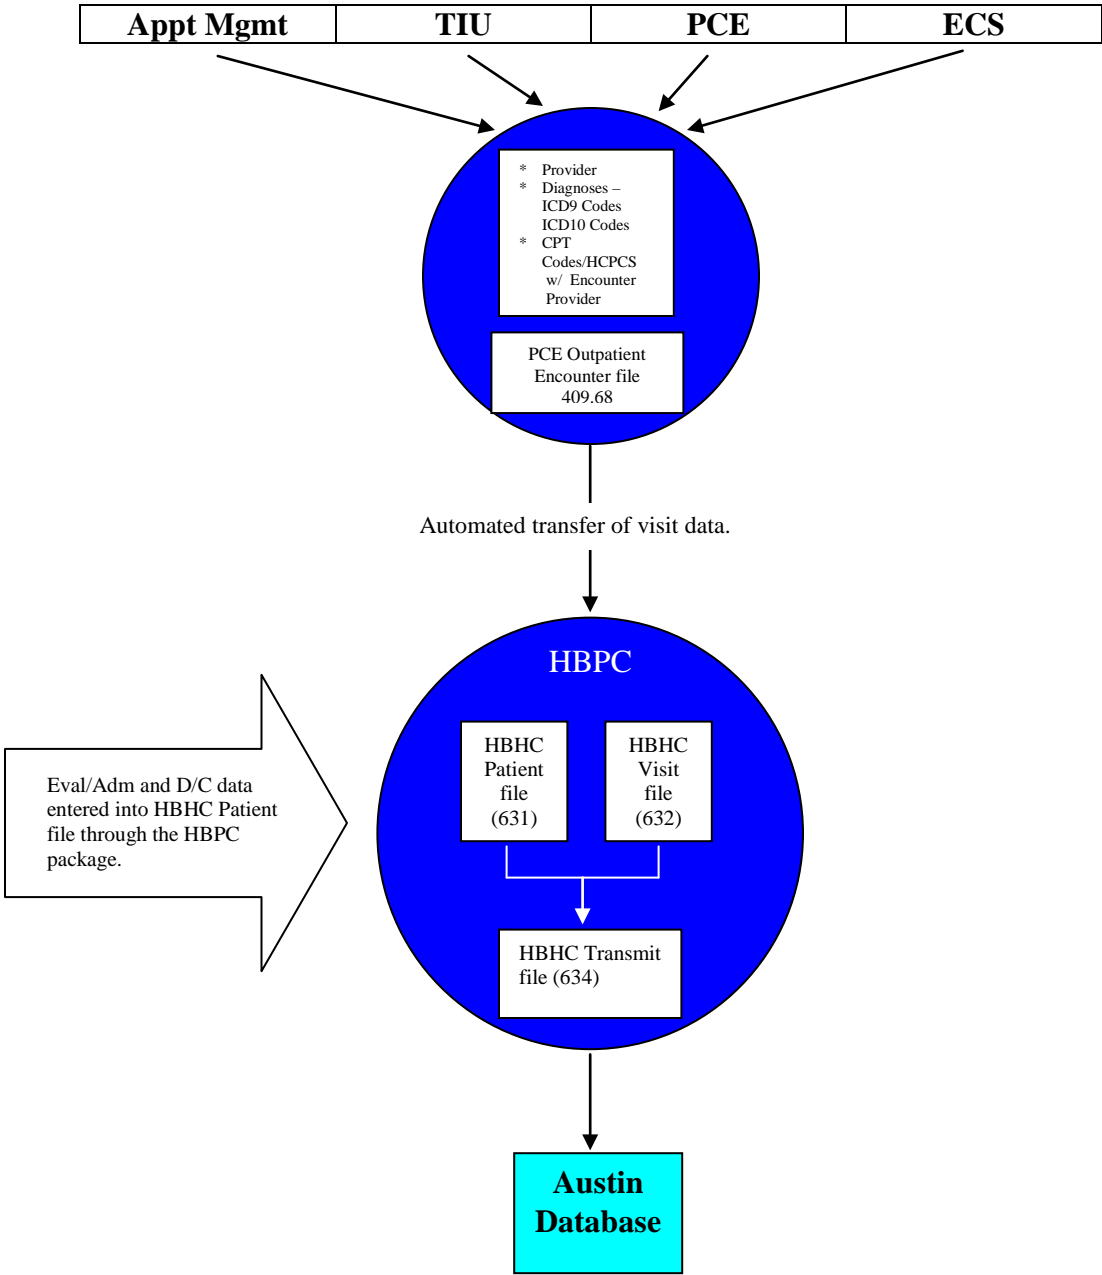 Appt Mgmt TIU PCE ECS
* Provider
* Diagnoses –
ICD9 Codes
ICD10 Codes
* CPT
Codes/HCPCS
w/ Encounter
Provider
PCE Outpatient
Encounter file
409.68
Automated transfer of visit data.
HBPC
HBHC
Patient
file
(631)
HBHC
Visit
file
(632)
Eval/Adm and D/C data
entered into HBHC Patient
file through the HBPC
package.
HBHC Transmit
file (634)
Austin
Database